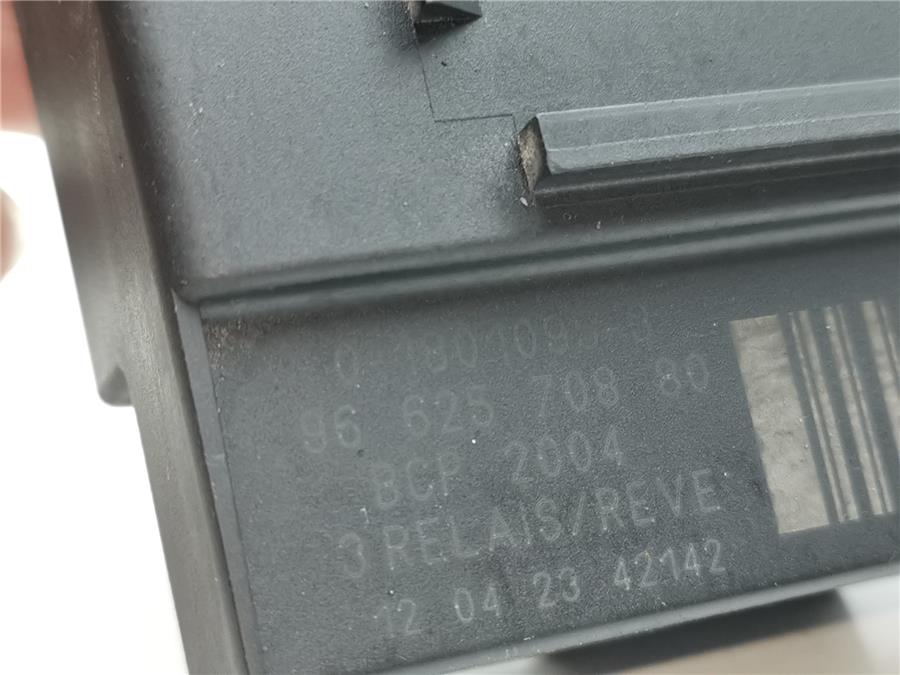 96 625 708 80
BCP 2004
3 RELAIS/REVE
12 04 23 42142